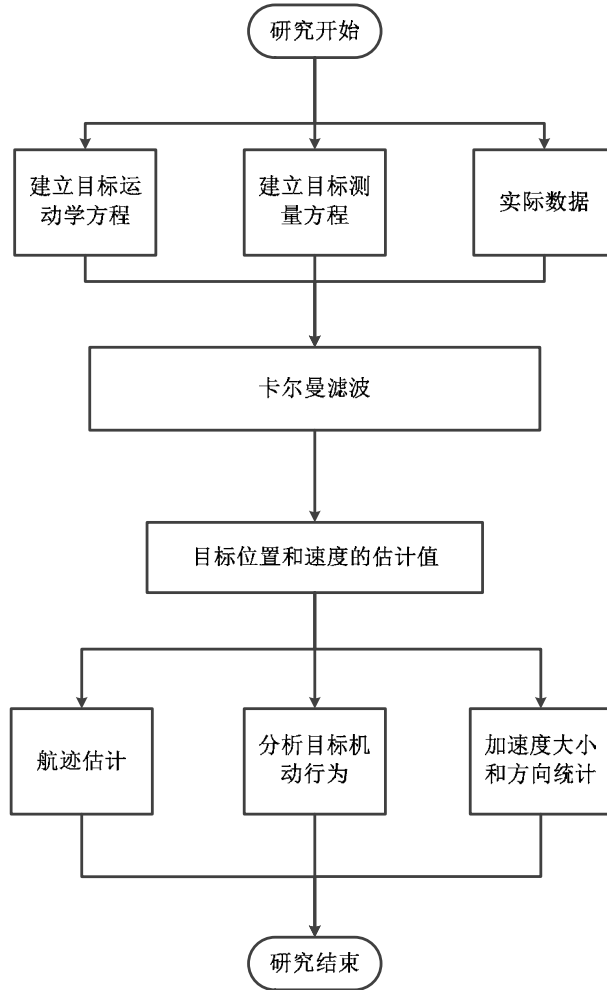 研究开始
建立目标运
动学方程
建立目标测
量方程
实际数据
卡尔曼滤波
目标位置和速度的估计值
航迹估计
分析目标机
动行为
加速度大小
和方向统计
研究结束